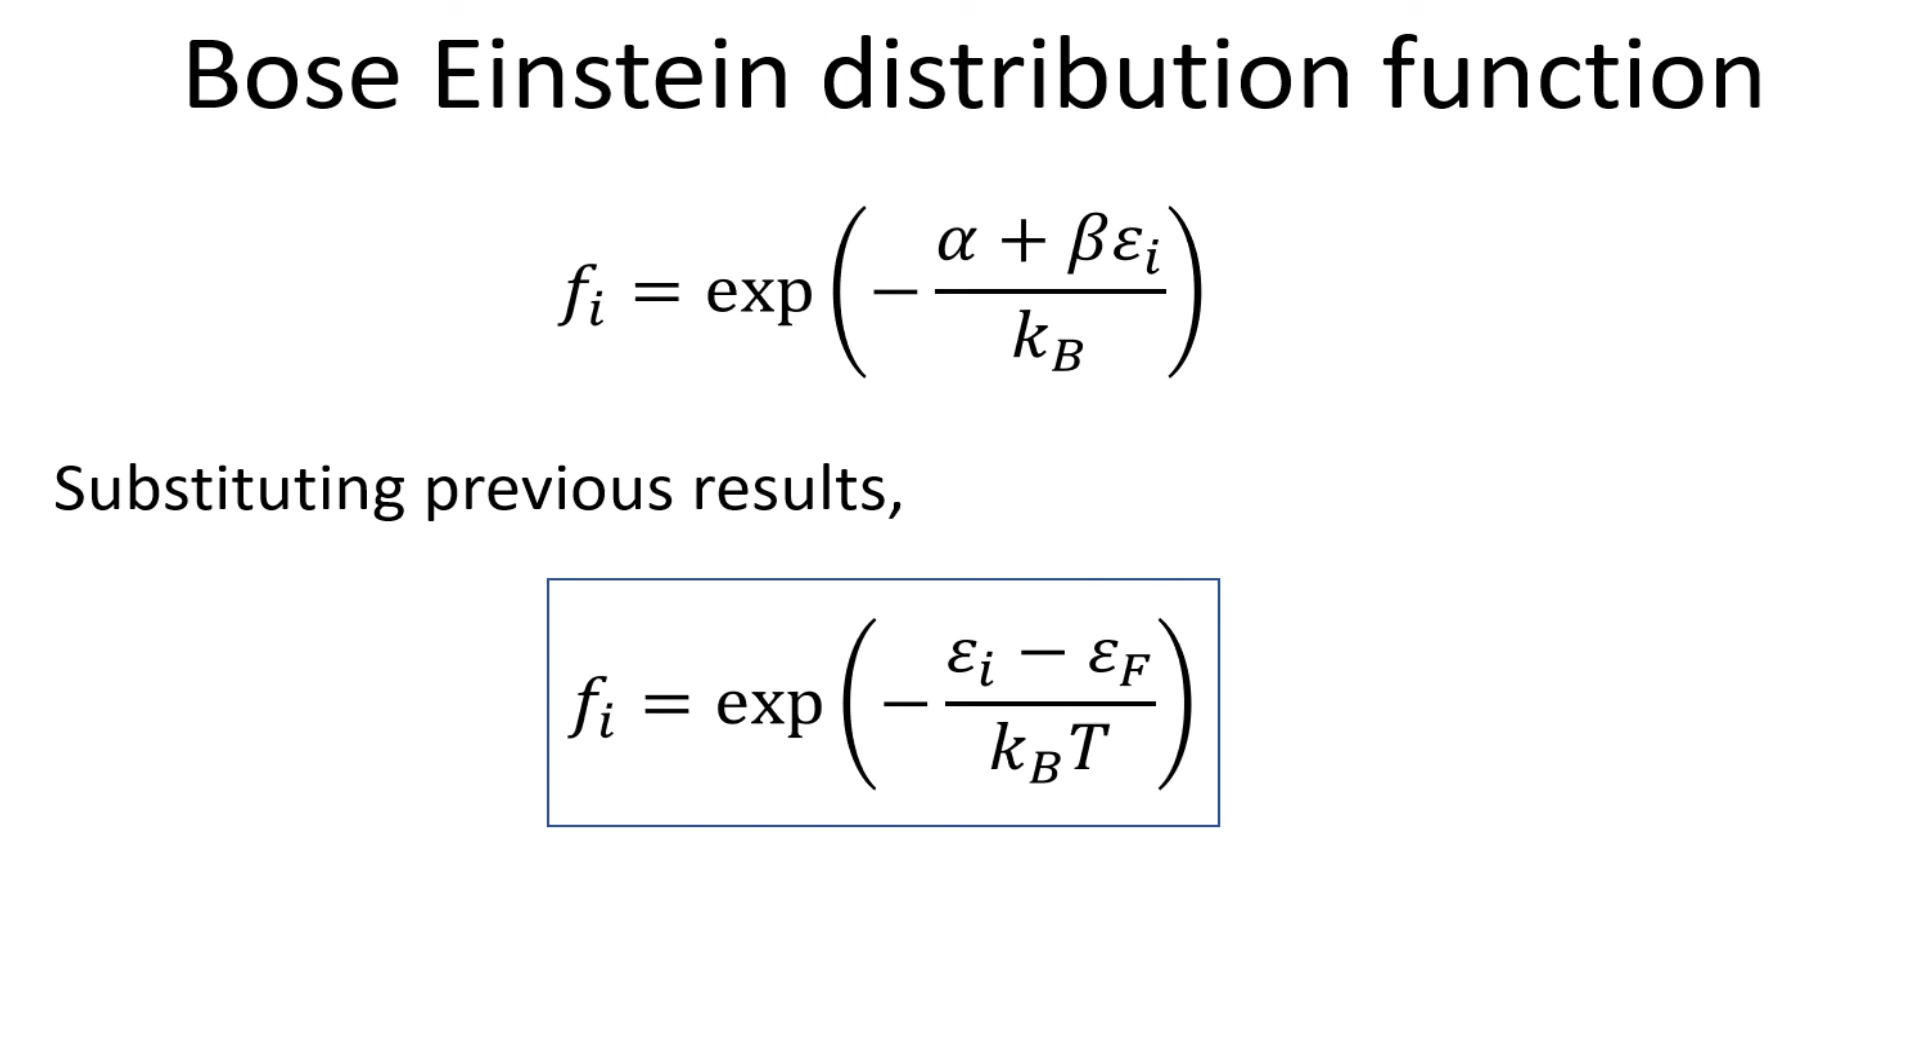 Bose Einstein distribution function
f_i = exp(−(α + βε_i)/k_B)
Substituting previous results,
f_i = exp(−(ε_i − ε_F)/(k_B T))